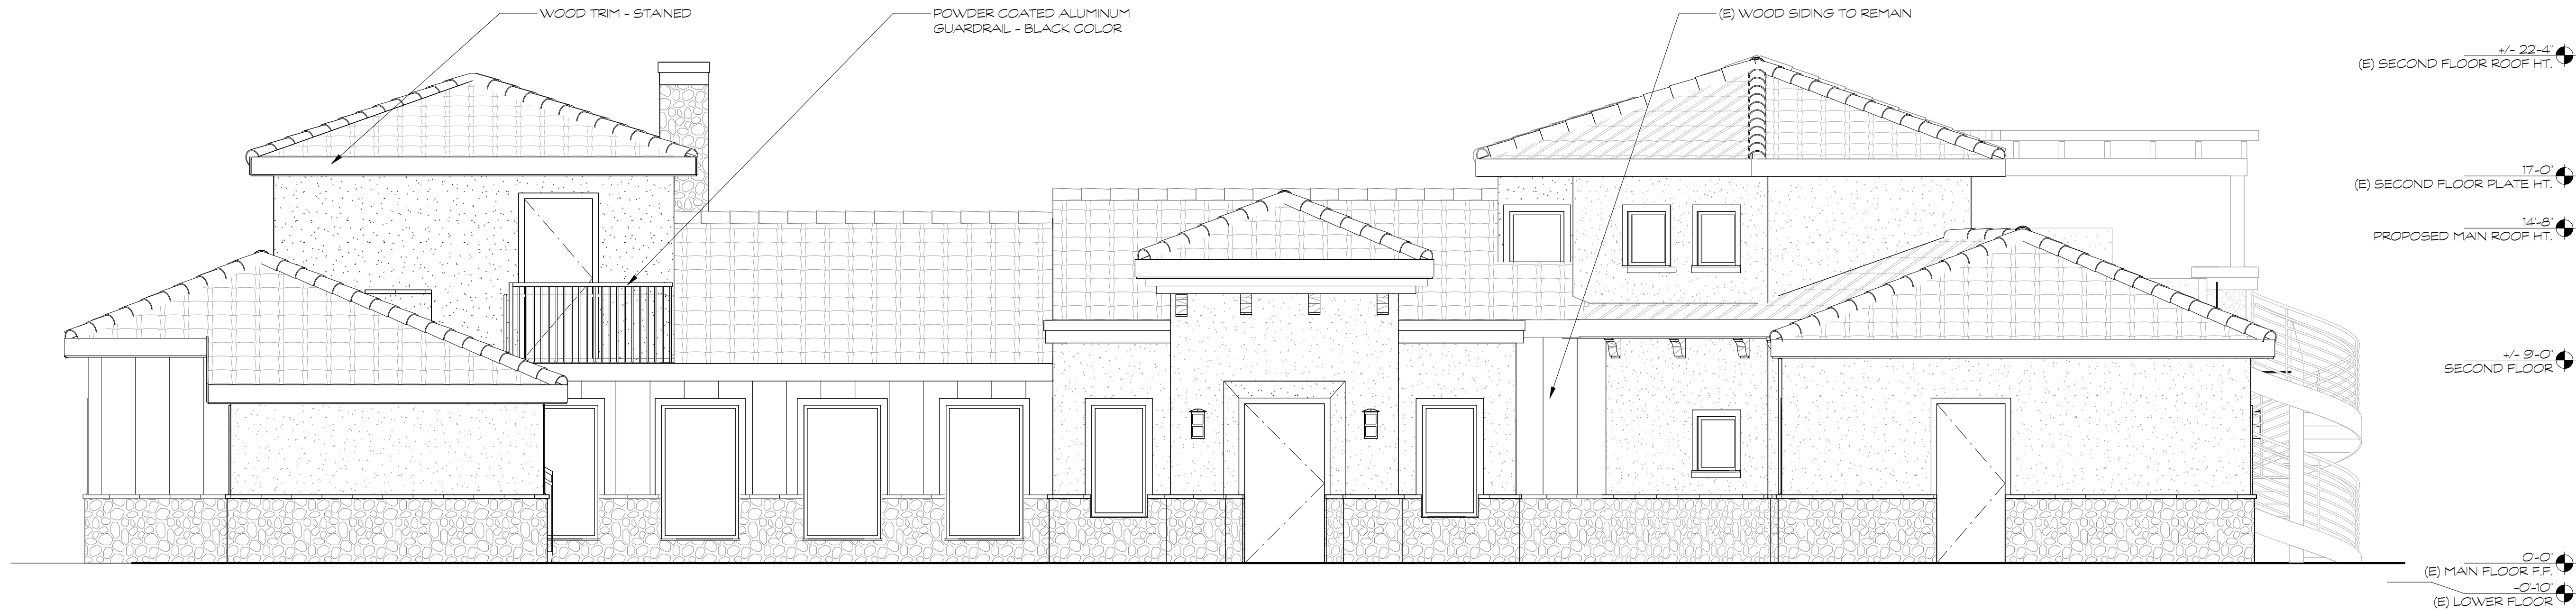 WOOD TRIM - STAINED
POWDER COATED ALUMINUM
GUARDRAIL - BLACK COLOR
(E) WOOD SIDING TO REMAIN
+/- 22'-4"
(E) SECOND FLOOR ROOF HT.
17'-0"
(E) SECOND FLOOR PLATE HT.
14'-8"
PROPOSED MAIN ROOF HT.
+/- 9'-0"
SECOND FLOOR
0'-0"
(E) MAIN FLOOR F.F.
-0'-10"
(E) LOWER FLOOR